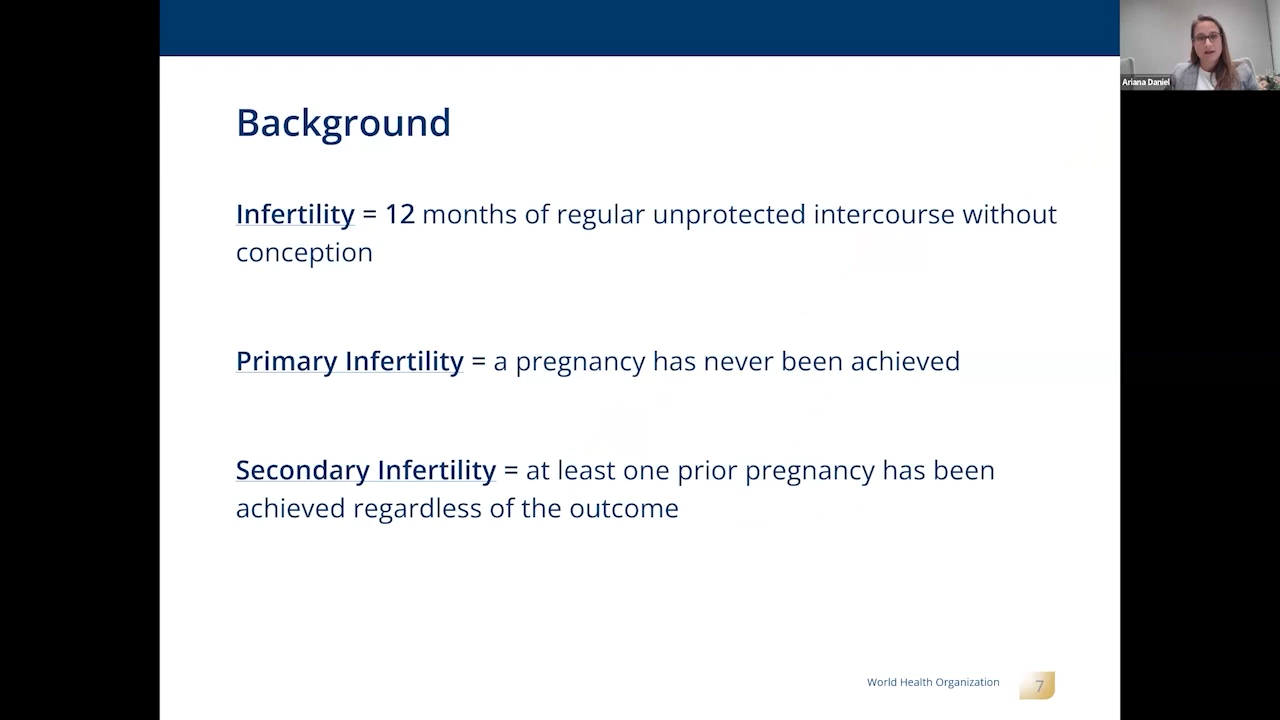 Ariana Daniel
Background
Infertility = 12 months of regular unprotected intercourse without
conception
Primary Infertility = a pregnancy has never been achieved
Secondary Infertility = at least one prior pregnancy has been
achieved regardless of the outcome
World Health Organization
7